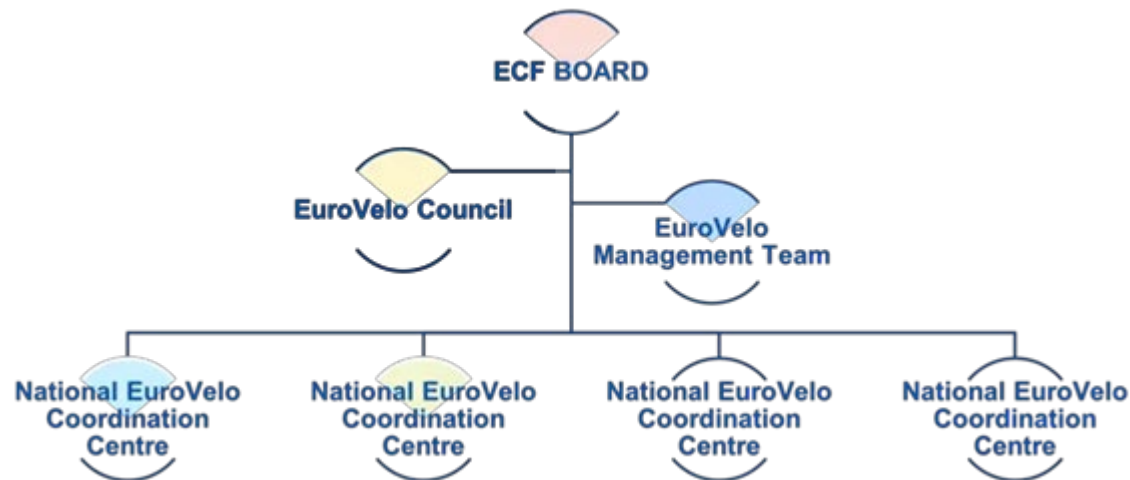 ECF BOARD
EuroVelo Council
EuroVelo
Management Team
National EuroVelo
Coordination
Centre
National EuroVelo
Coordination
Centre
National EuroVelo
Coordination
Centre
National EuroVelo
Coordination
Centre